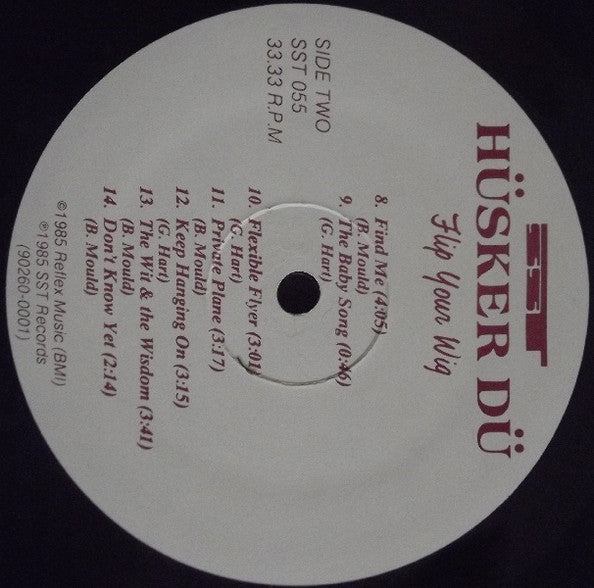 SST
HÜSKER DÜ
Flip Your Wig
SIDE TWO
SST 055
33.33 R.P.M
8. Find Me (4:05)
(B. Mould)
9. The Baby Song (0:46)
(G. Hart)
10. Flexible Flyer (3:01)
(G. Hart)
11. Private Plane (3:17)
(B. Mould)
12. Keep Hanging On (3:15)
(G. Hart)
13. The Wit & the Wisdom (3:41)
(B. Mould)
14. Don't Know Yet (2:14)
(B. Mould)
©1985 Reflex Music (BMI)
℗1985 SST Records
(90260-0001)